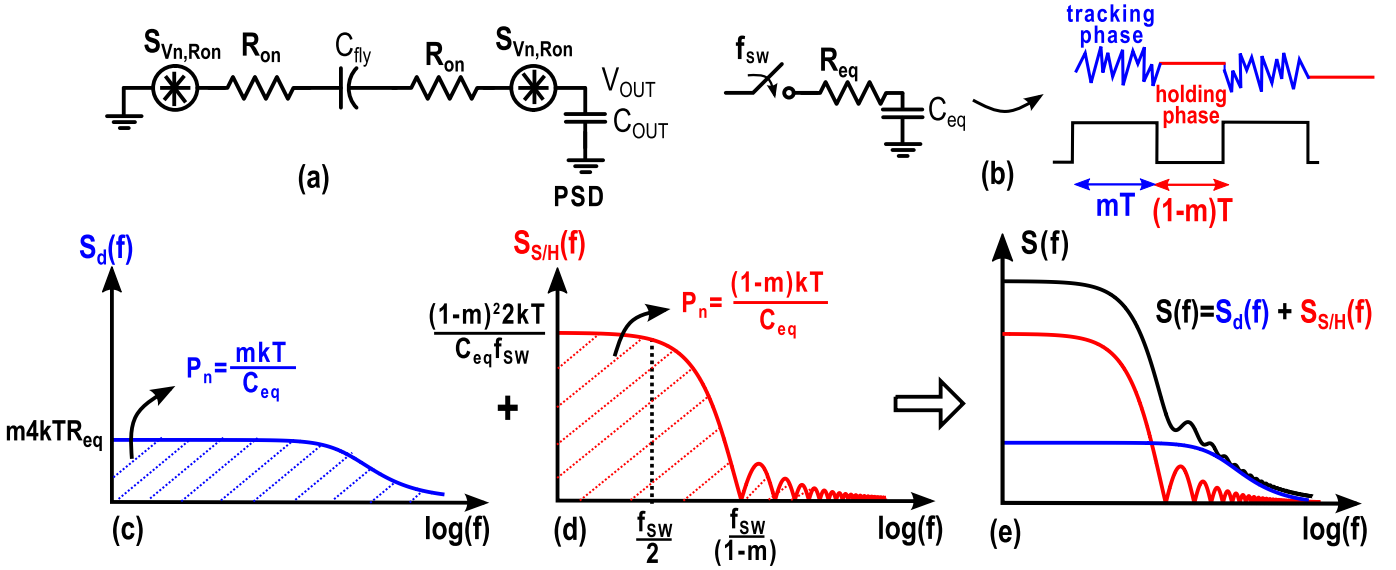 S_Vn,Ron
R_on
C_fly
R_on
S_Vn,Ron
V_OUT
C_OUT
(a)
f_sw
R_eq
C_eq
(b)
tracking
phase
holding
phase
mT
(1-m)T
PSD
S_d(f)
P_n= mkT / C_eq
m4kTR_eq
(c)
log(f)
+
S_S/H(f)
(1-m)²2kT / C_eq f_SW
P_n= (1-m)kT / C_eq
(d)
f_SW / 2
f_SW / (1-m)
log(f)
S(f)
S(f)=S_d(f) + S_S/H(f)
(e)
log(f)